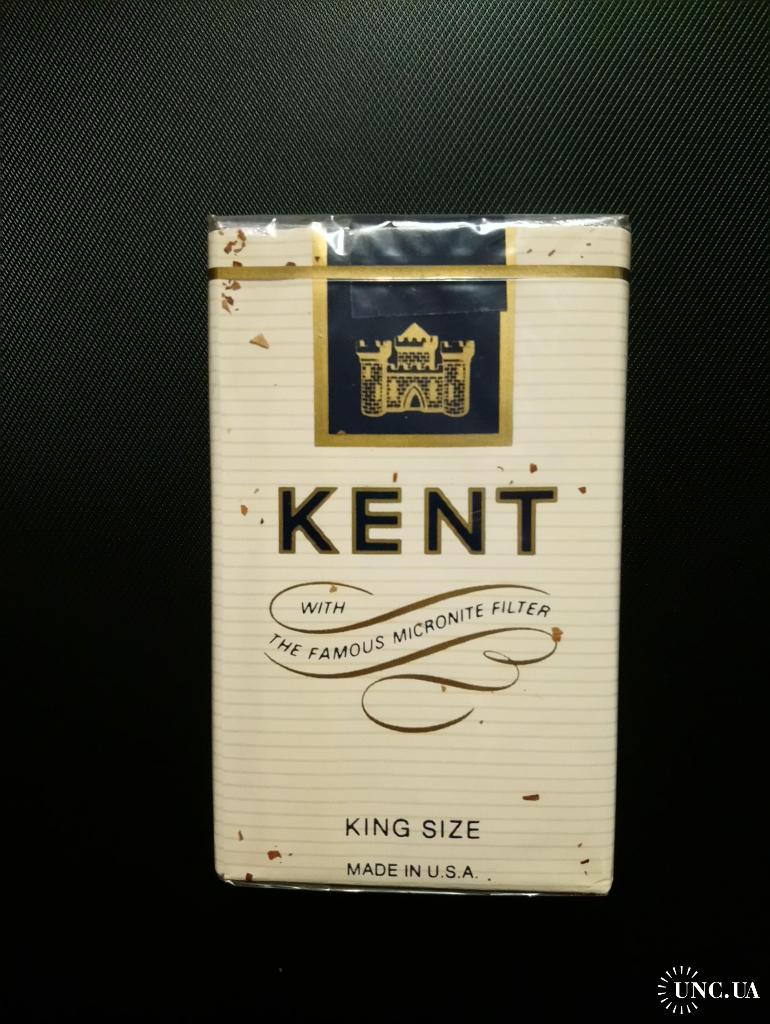 KENT
WITH
THE FAMOUS MICRONITE FILTER
KING SIZE
MADE IN U.S.A.
UNC.UA